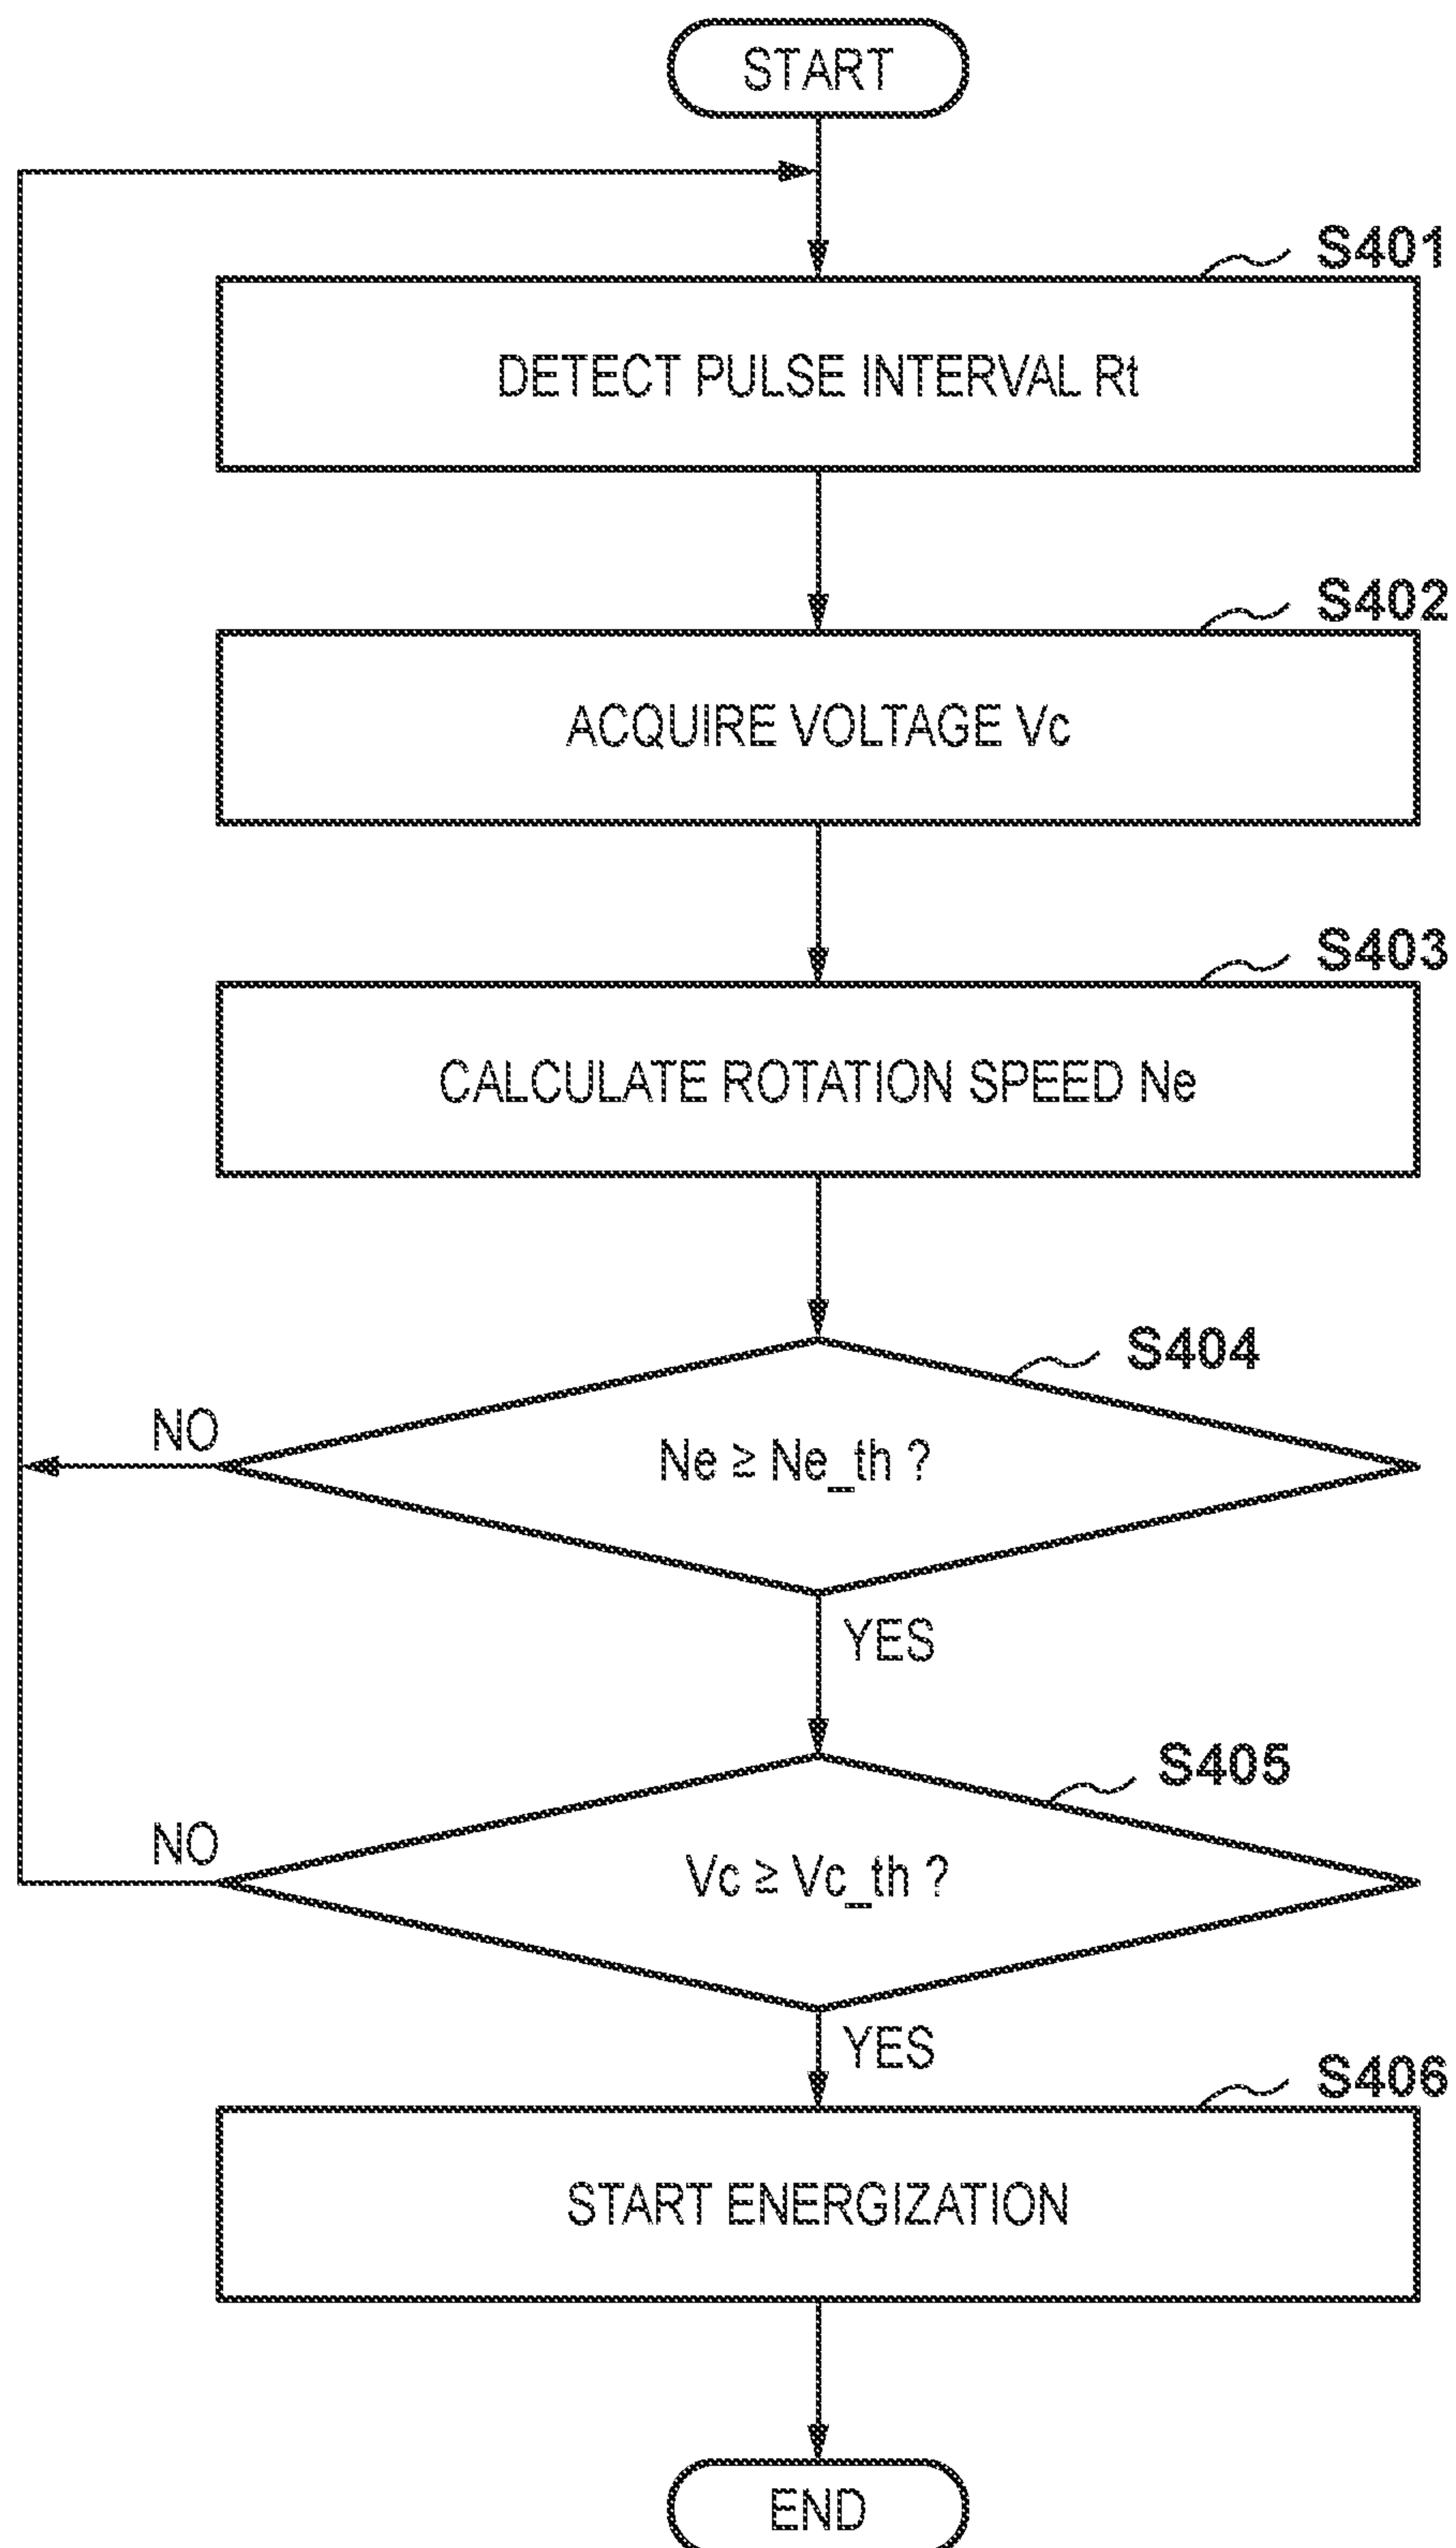 START
S401
DETECT PULSE INTERVAL Rt
S402
ACQUIRE VOLTAGE Vc
S403
CALCULATE ROTATION SPEED Ne
S404
NO
Ne ≥ Ne_th ?
YES
S405
NO
Vc ≥ Vc_th ?
YES
S406
START ENERGIZATION
END